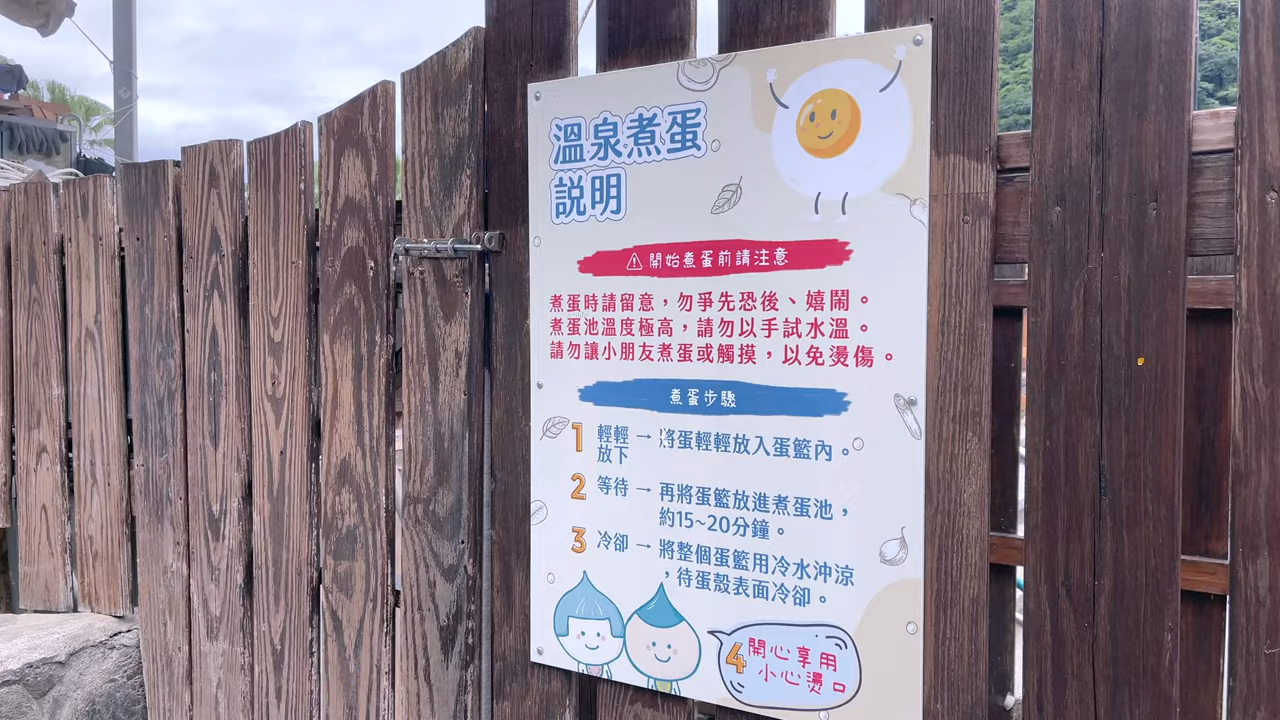 溫泉煮蛋
説明
開始煮蛋前請注意
煮蛋時請留意，勿爭先恐後、嬉鬧。
煮蛋池溫度極高，請勿以手試水溫。
請勿讓小朋友煮蛋或觸摸，以免燙傷。
煮蛋步驟
1 輕輕放下 → 將蛋輕輕放入蛋籃內。
2 等待 → 再將蛋籃放進煮蛋池，
約15~20分鐘。
3 冷卻 → 將整個蛋籃用冷水沖涼
，待蛋殼表面冷卻。
4 開心享用
小心燙口